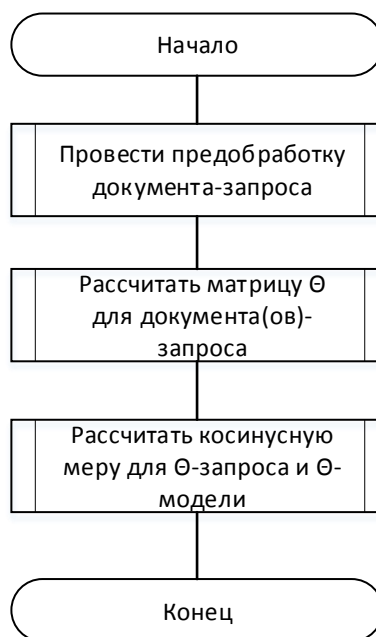 Начало
Провести предобработку
документа-запроса
Рассчитать матрицу Θ
для документа(ов)-
запроса
Рассчитать косинусную
меру для Θ-запроса и Θ-
модели
Конец